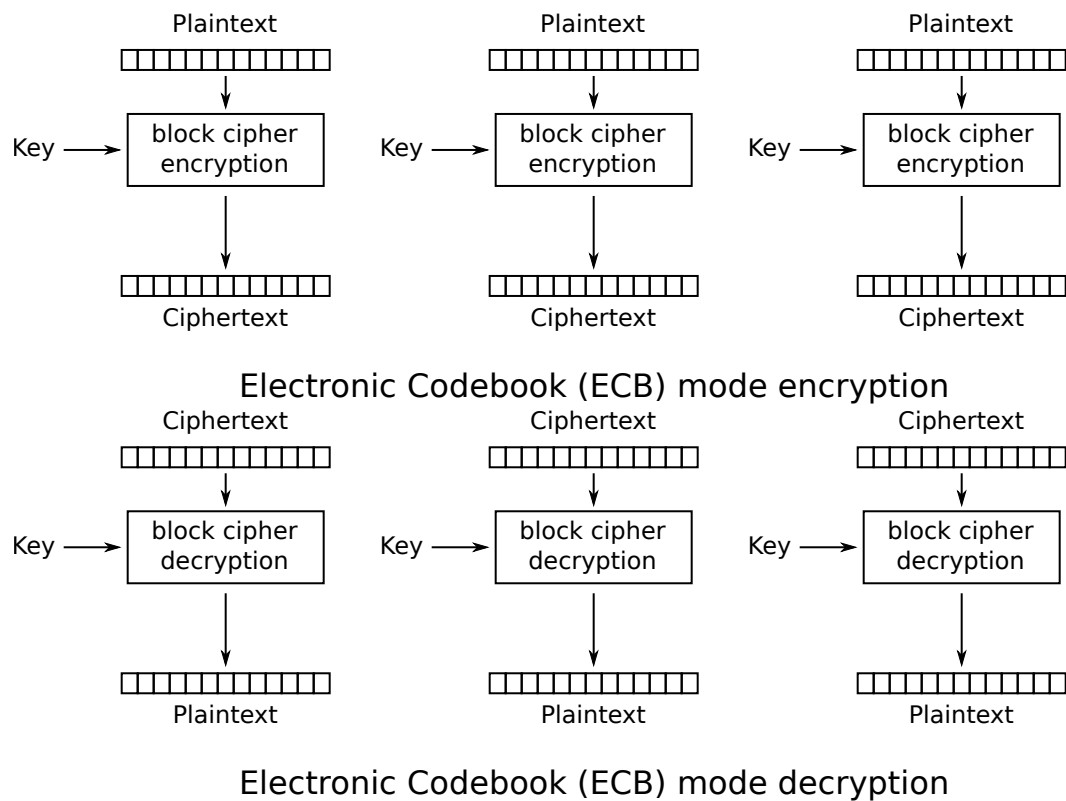 Plaintext
Plaintext
Plaintext
Key
block cipher
encryption
Key
block cipher
encryption
Key
block cipher
encryption
Ciphertext
Ciphertext
Ciphertext
Electronic Codebook (ECB) mode encryption
Ciphertext
Ciphertext
Ciphertext
Key
block cipher
decryption
Key
block cipher
decryption
Key
block cipher
decryption
Plaintext
Plaintext
Plaintext
Electronic Codebook (ECB) mode decryption